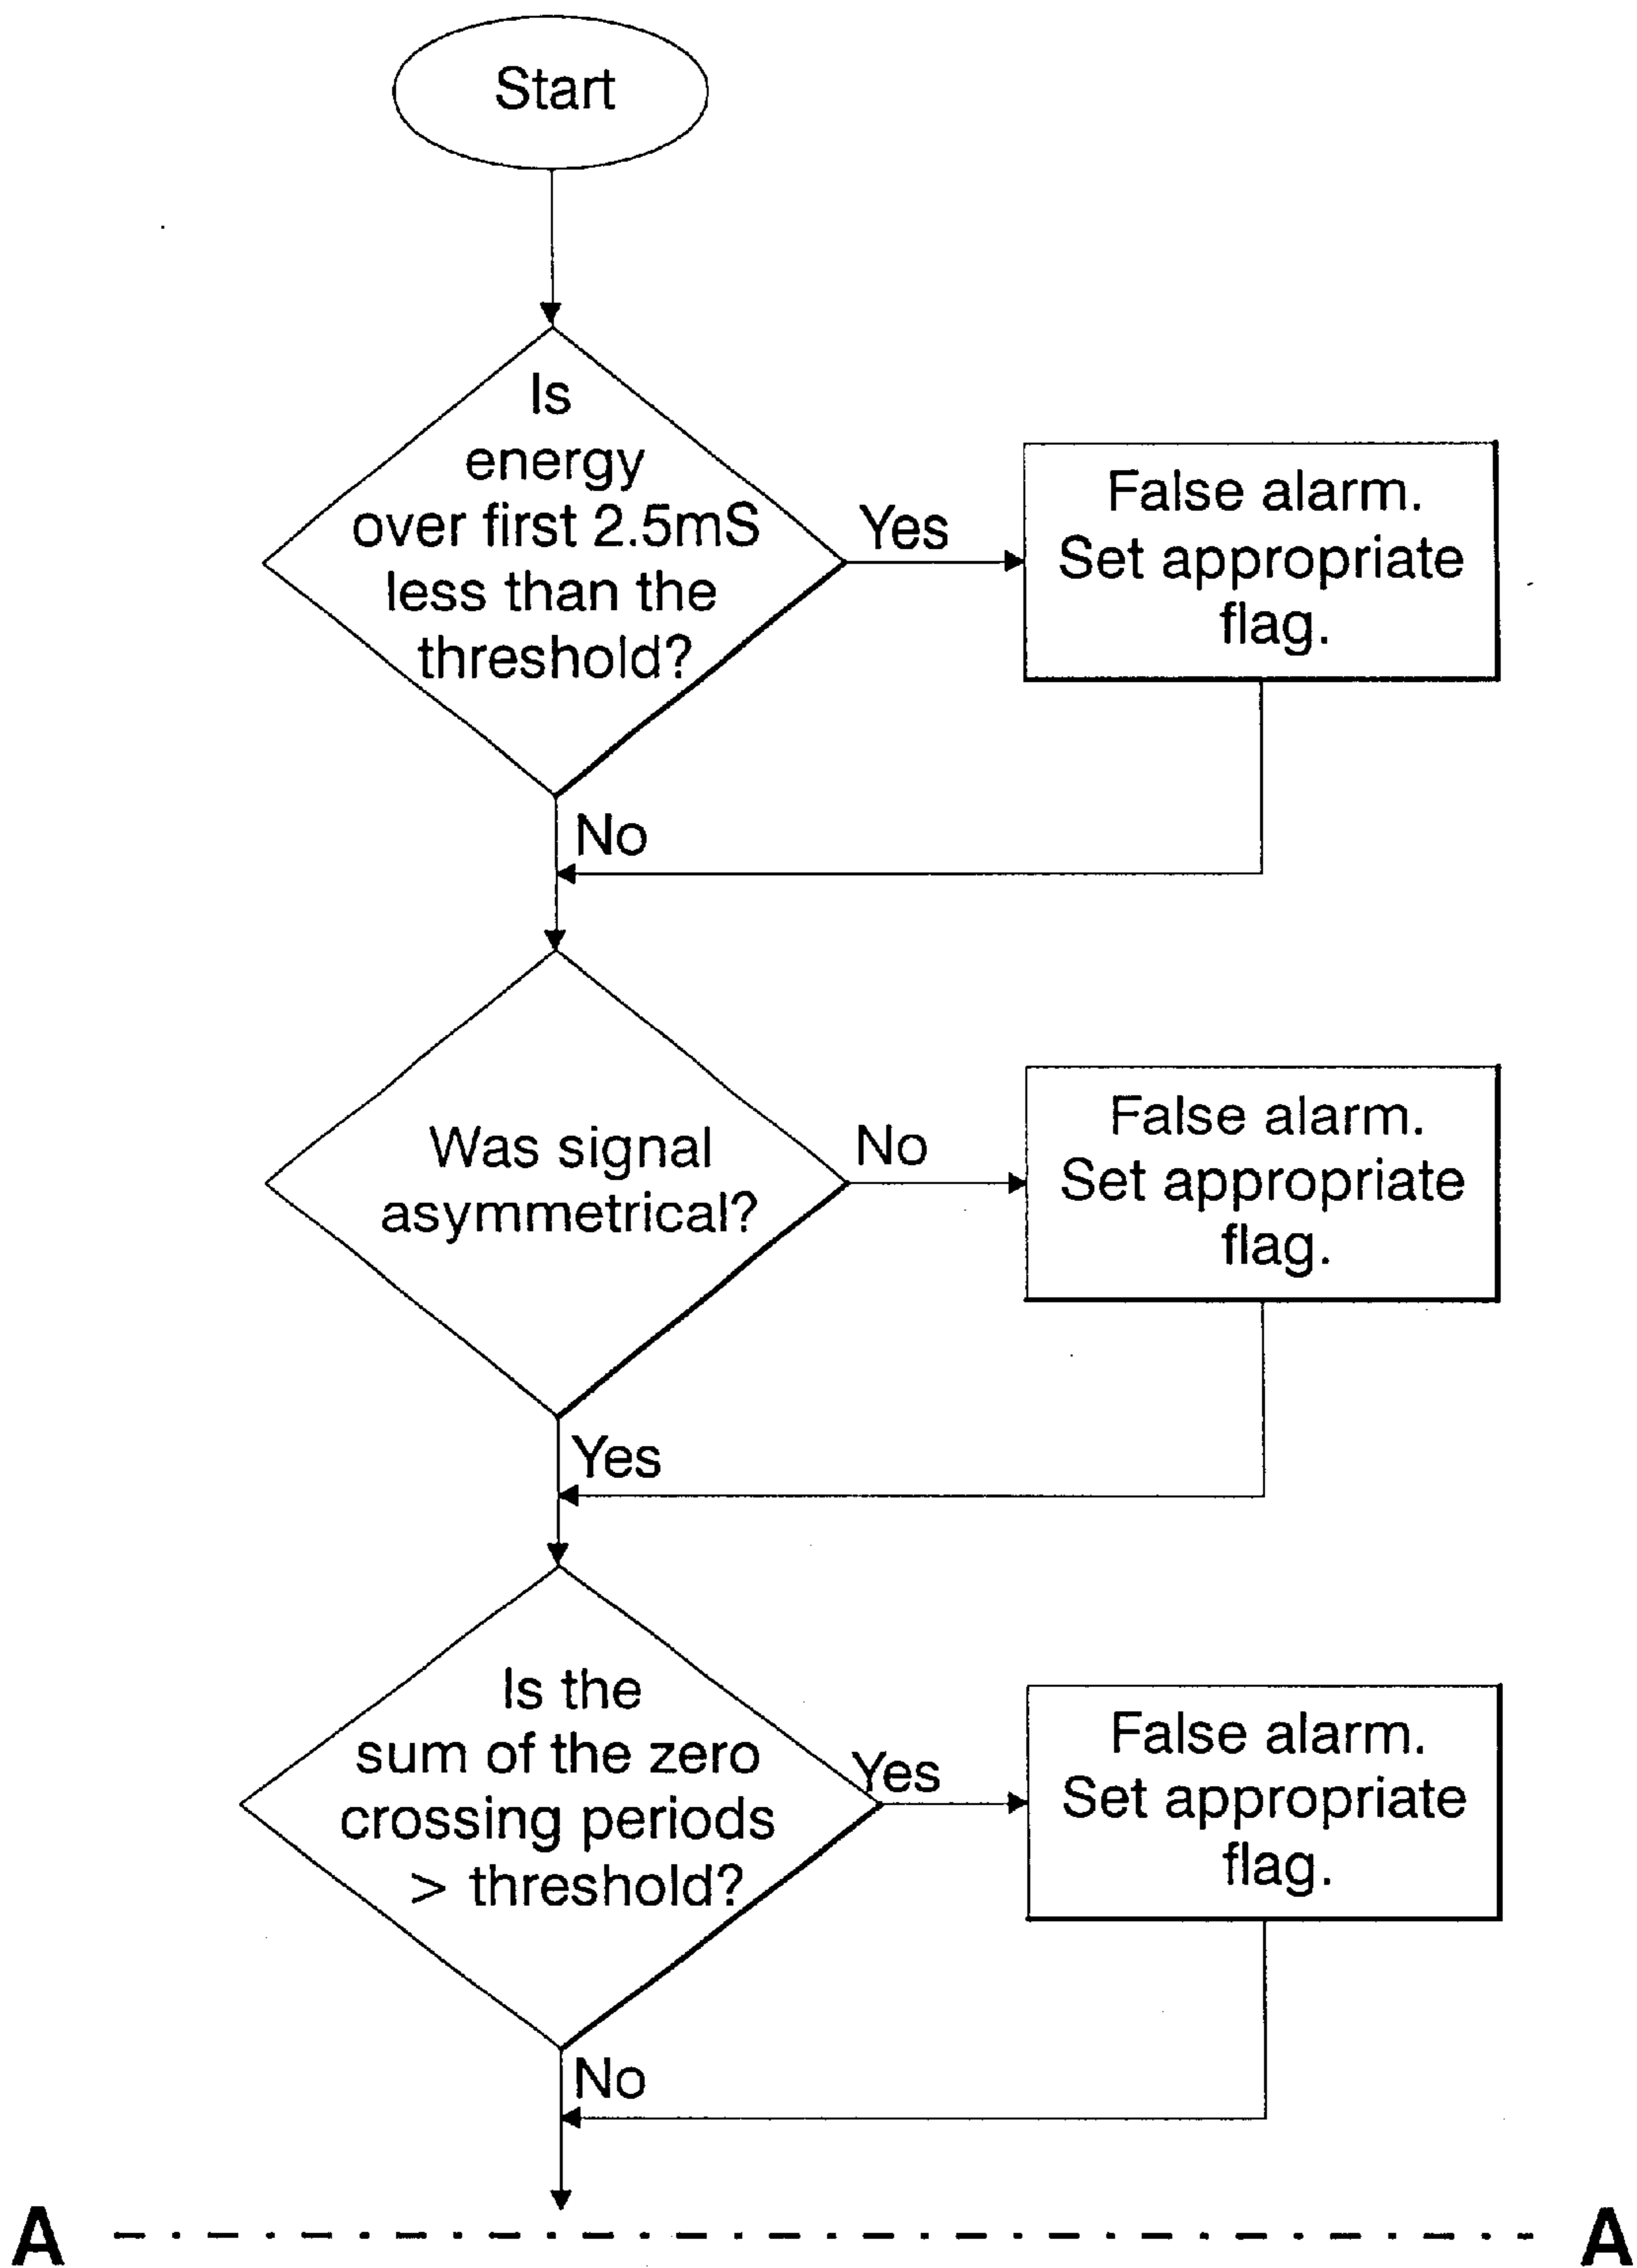 Start
Is
energy
over first 2.5mS
less than the
threshold?
Yes
False alarm.
Set appropriate
flag.
No
Was signal
asymmetrical?
No
False alarm.
Set appropriate
flag.
Yes
Is the
sum of the zero
crossing periods
> threshold?
Yes
False alarm.
Set appropriate
flag.
No
A A